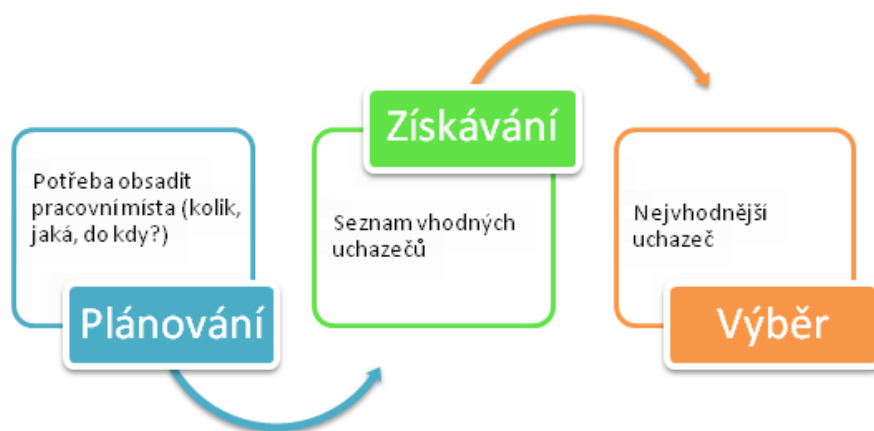 Potřeba obsadit
pracovní místa (kolik,
jaká, do kdy?)
Plánování
Získávání
Seznam vhodných
uchazečů
Nejvhodnější
uchazeč
Výběr